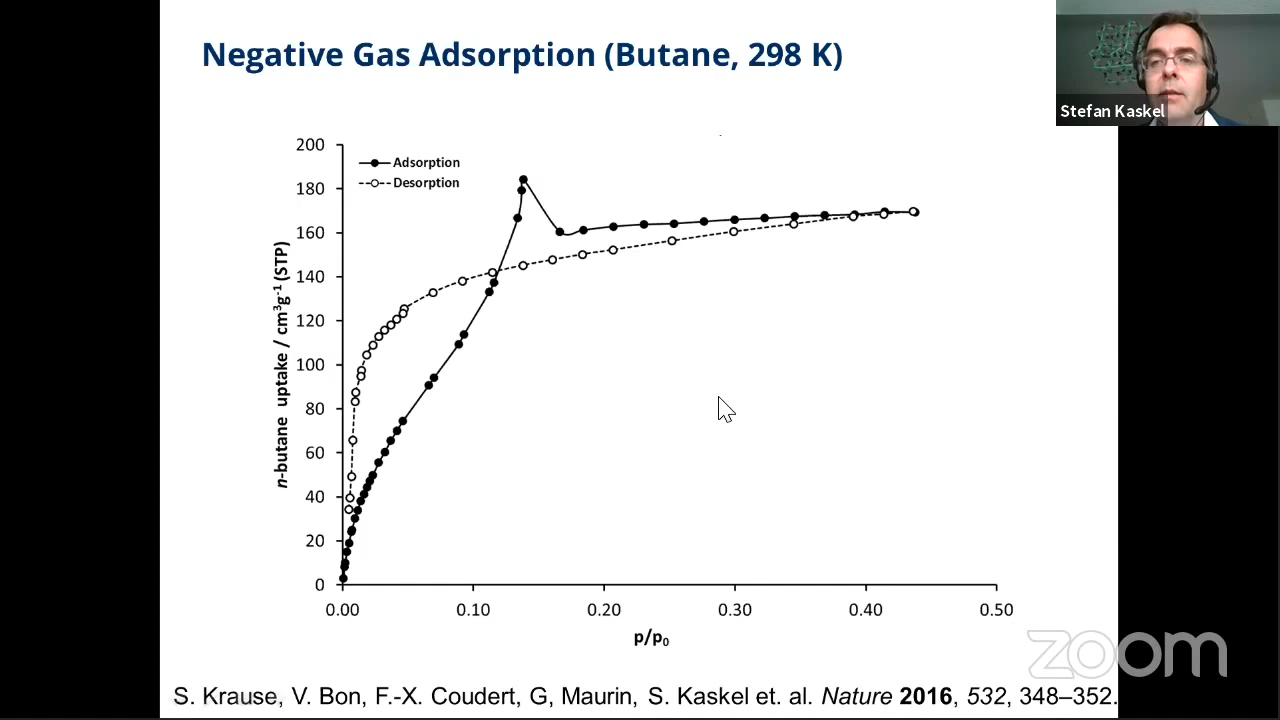 Negative Gas Adsorption (Butane, 298 K)
Stefan Kaskel
Adsorption
Desorption
200
180
160
140
120
100
80
60
40
20
0
n-butane uptake / cm³g⁻¹ (STP)
0.00 0.10 0.20 0.30 0.40 0.50
p/p₀
zoom
S. Krause, V. Bon, F.-X. Coudert, G, Maurin, S. Kaskel et. al. Nature 2016, 532, 348–352.